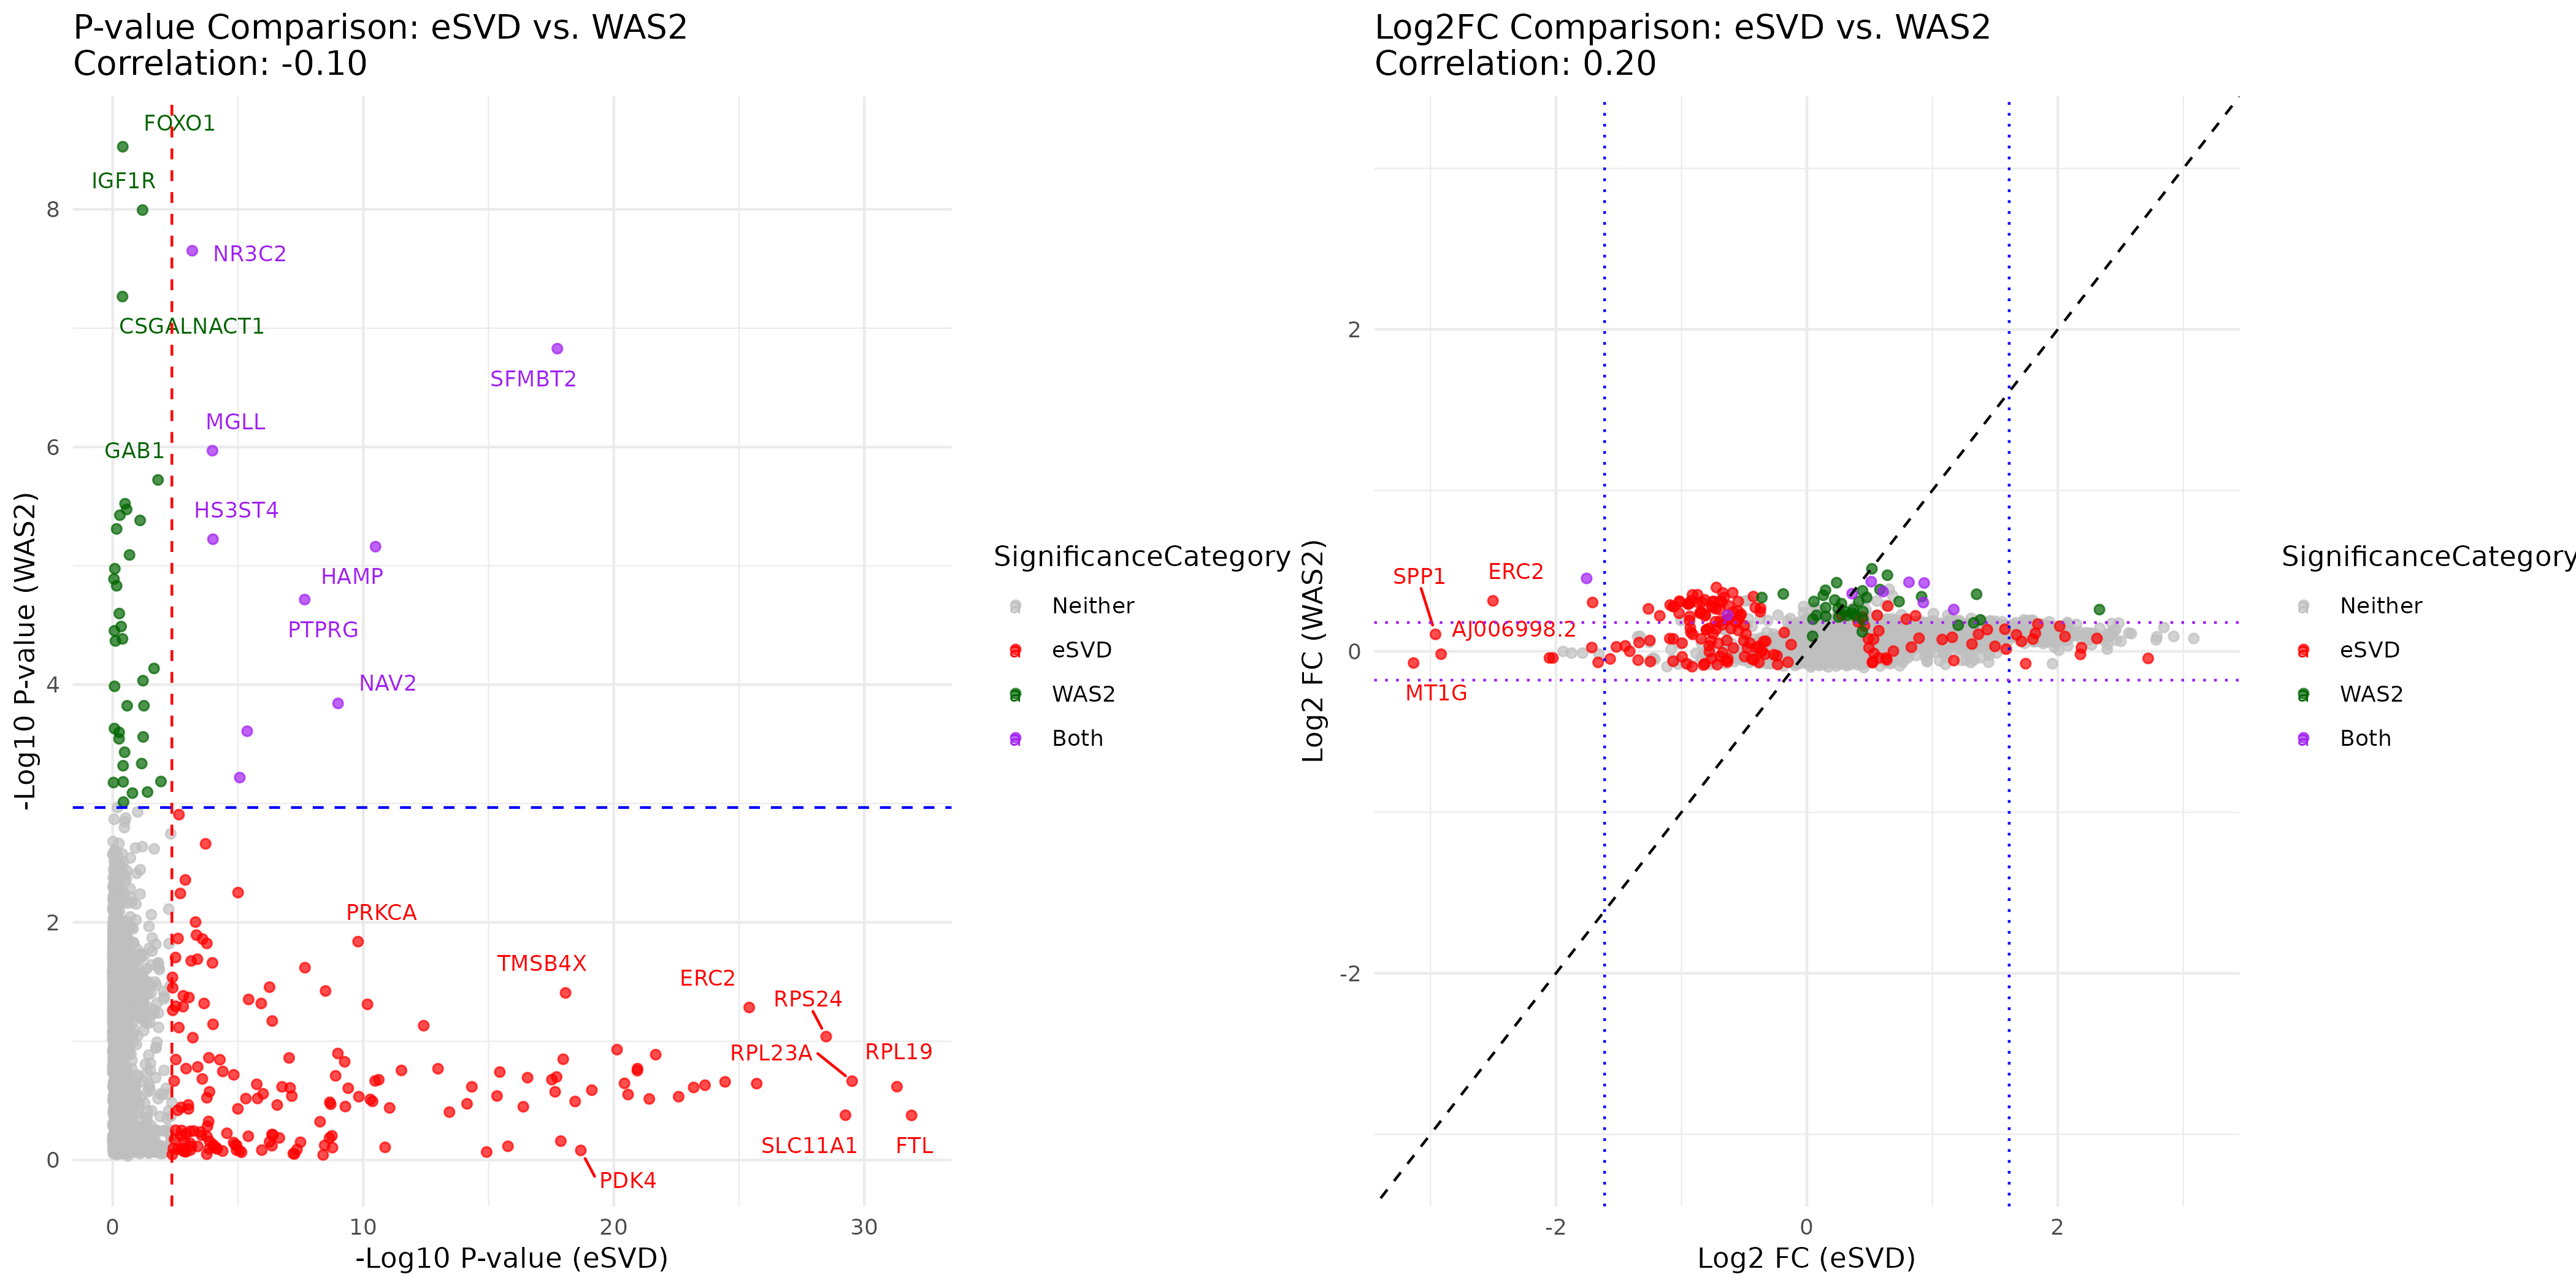 P-value Comparison: eSVD vs. WAS2
Correlation: -0.10
FOXO1
IGF1R
NR3C2
CSGALNACT1
SFMBT2
MGLL
GAB1
HS3ST4
HAMP
PTPRG
NAV2
PRKCA
TMSB4X
ERC2
RPS24
RPL23A
RPL19
SLC11A1
FTL
PDK4
8
6
4
2
0
0
10
20
30
-Log10 P-value (WAS2)
-Log10 P-value (eSVD)
SignificanceCategory
Neither
eSVD
WAS2
Both
Log2FC Comparison: eSVD vs. WAS2
Correlation: 0.20
SPP1
ERC2
AJ006998.2
MT1G
2
0
-2
-2
0
2
Log2 FC (WAS2)
Log2 FC (eSVD)
SignificanceCategory
Neither
eSVD
WAS2
Both